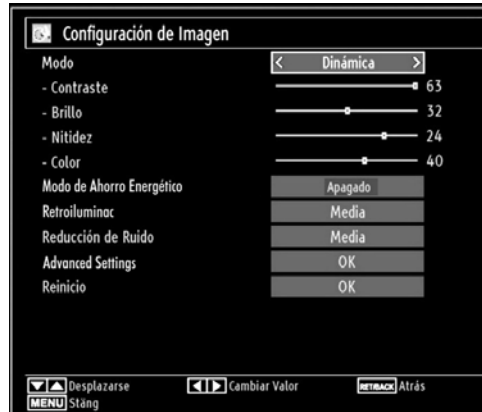 Configuración de Imagen
Modo < Dinámica >
- Contraste 63
- Brillo 32
- Nitidez 24
- Color 40
Modo de Ahorro Energético Apagado
Retroiluminac Media
Reducción de Ruido Media
Advanced Settings OK
Reinicio OK
Desplazarse Cambiar Valor RET/BACK Atrás
MENU Stäng